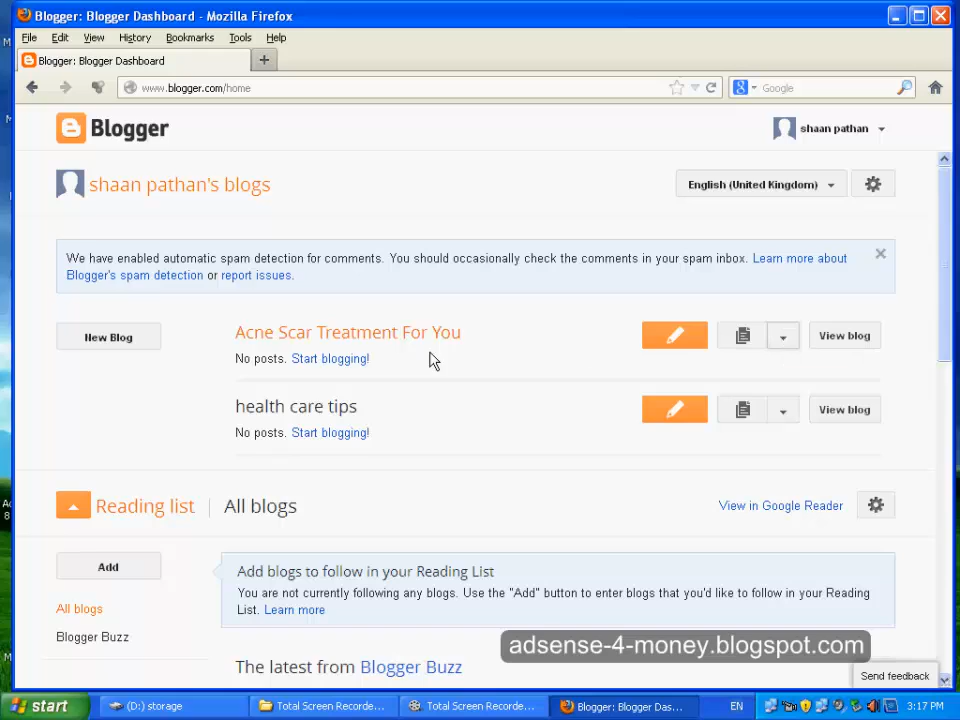 Blogger: Blogger Dashboard - Mozilla Firefox
File Edit View History Bookmarks Tools Help
Blogger: Blogger Dashboard
www.blogger.com/home
Google
Blogger
shaan pathan
shaan pathan's blogs
English (United Kingdom)
We have enabled automatic spam detection for comments. You should occasionally check the comments in your spam inbox. Learn more about
Blogger's spam detection or report issues.
New Blog
Acne Scar Treatment For You
View blog
No posts. Start blogging!
health care tips
View blog
No posts. Start blogging!
Reading list
All blogs
View in Google Reader
Add
Add blogs to follow in your Reading List
You are not currently following any blogs. Use the "Add" button to enter blogs that you'd like to follow in your Reading
List. Learn more
All blogs
Blogger Buzz
adsense-4-money.blogspot.com
The latest from Blogger Buzz
Send feedback
start
(D:) storage
Total Screen Recorde...
Total Screen Recorde...
Blogger: Blogger Das...
EN
3:17 PM